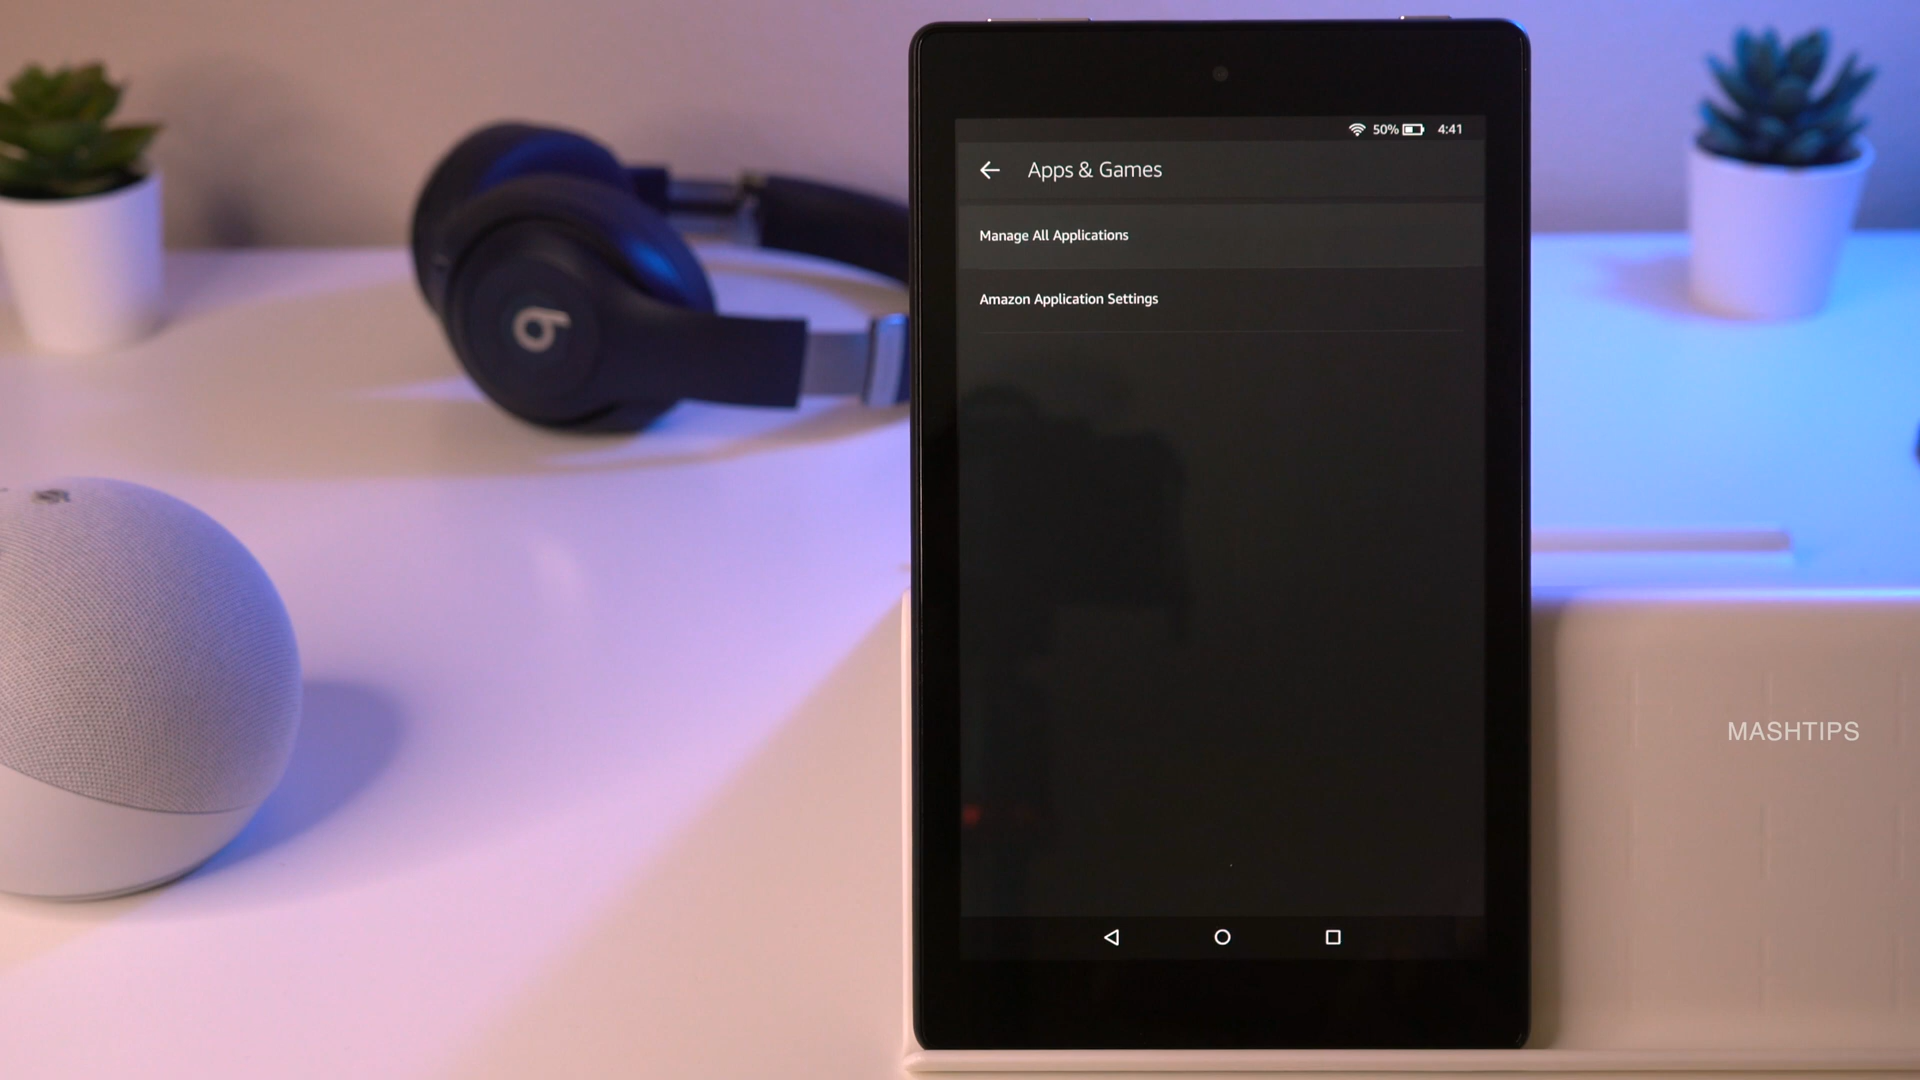 50% 4:41
Apps & Games
Manage All Applications
Amazon Application Settings
b
MASHTIPS